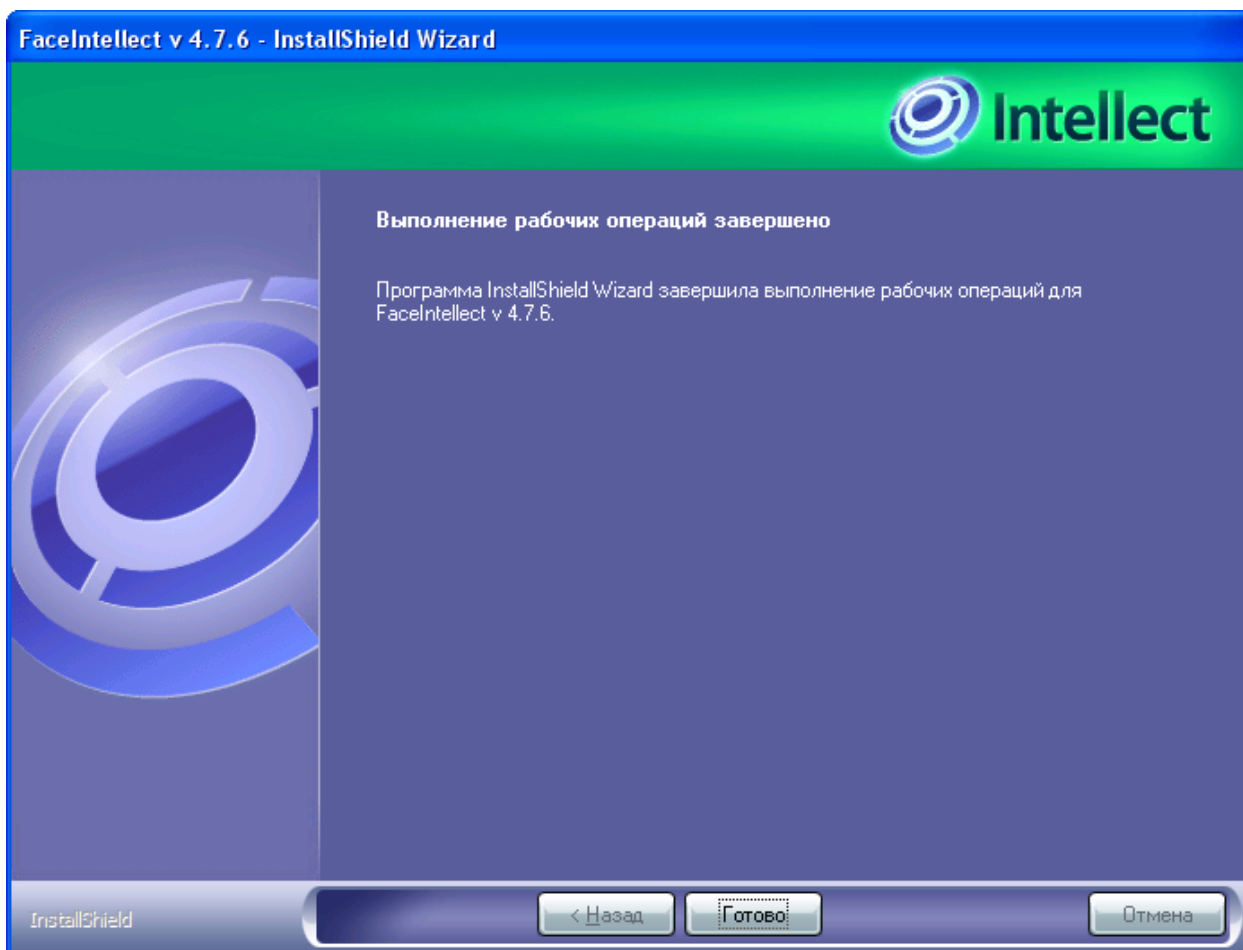 FaceIntellect v 4.7.6 - InstallShield Wizard
Intellect
Выполнение рабочих операций завершено
Программа InstallShield Wizard завершила выполнение рабочих операций для
FaceIntellect v 4.7.6.
InstallShield
< Назад
Готово
Отмена